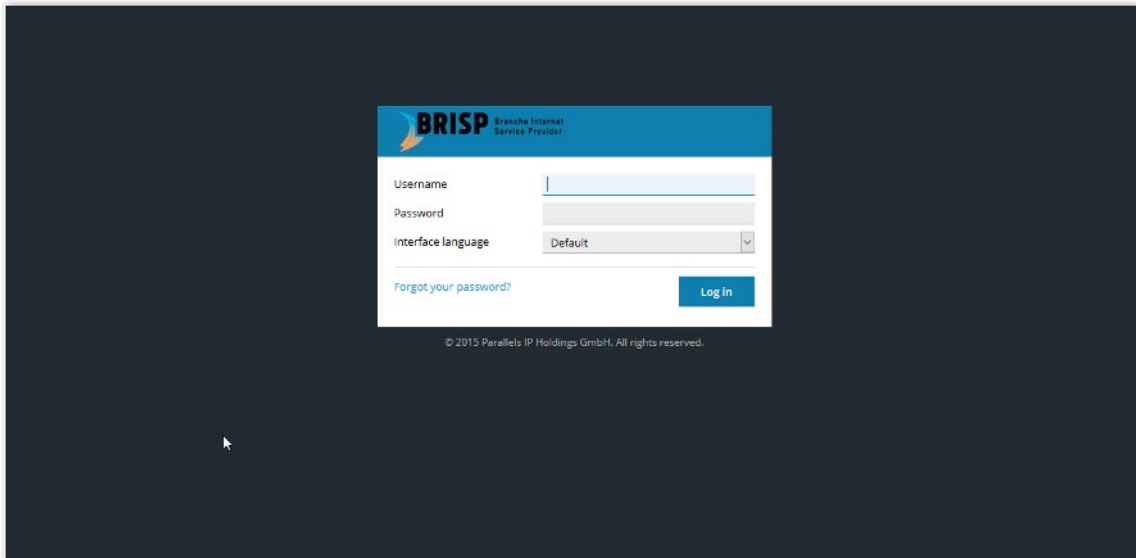 BRISP Branche Internet
Service Provider
Username
Password
Interface language Default
Forgot your password? Log in
© 2015 Parallels IP Holdings GmbH. All rights reserved.